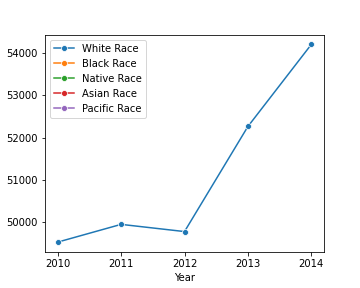 White Race
Black Race
Native Race
Asian Race
Pacific Race
54000
53000
52000
51000
50000
2010 2011 2012 2013 2014
Year